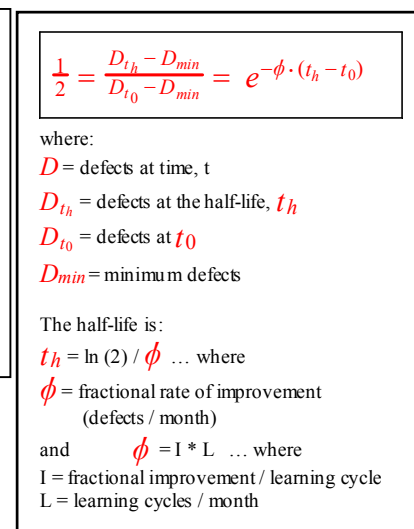 1/2 = (D_{t_h} – D_{min}) / (D_{t_0} – D_{min}) = e^{–ϕ·(t_h – t_0)}
where:
D = defects at time, t
D_{t_h} = defects at the half-life, t_h
D_{t_0} = defects at t_0
D_{min} = minimum defects
The half-life is:
t_h = ln (2) / ϕ … where
ϕ = fractional rate of improvement
(defects / month)
and ϕ = I * L … where
I = fractional improvement / learning cycle
L = learning cycles / month